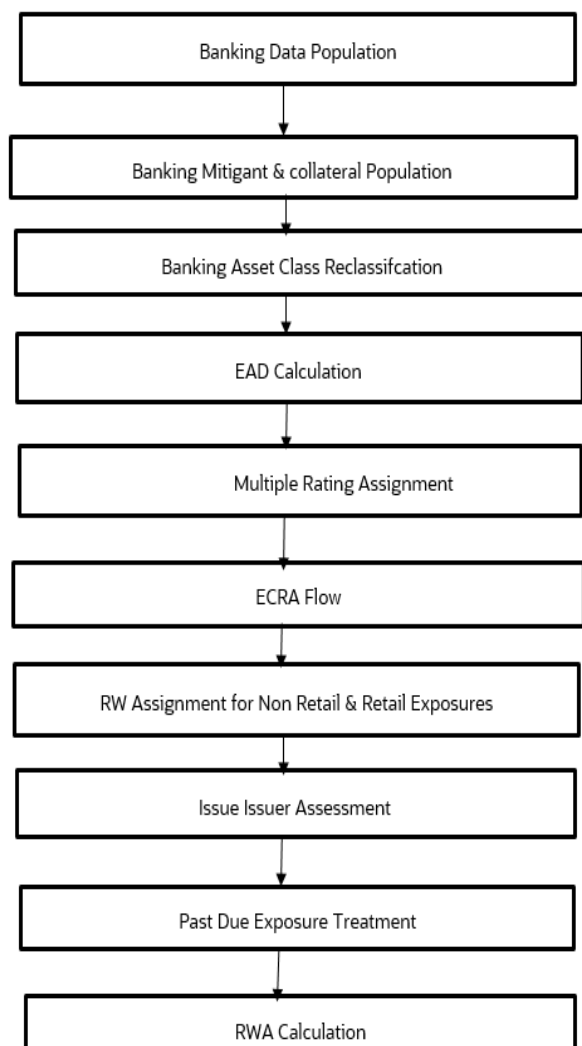 Banking Data Population
Banking Mitigant & collateral Population
Banking Asset Class Reclassifcation
EAD Calculation
Multiple Rating Assignment
ECRA Flow
RW Assignment for Non Retail & Retail Exposures
Issue Issuer Assessment
Past Due Exposure Treatment
RWA Calculation